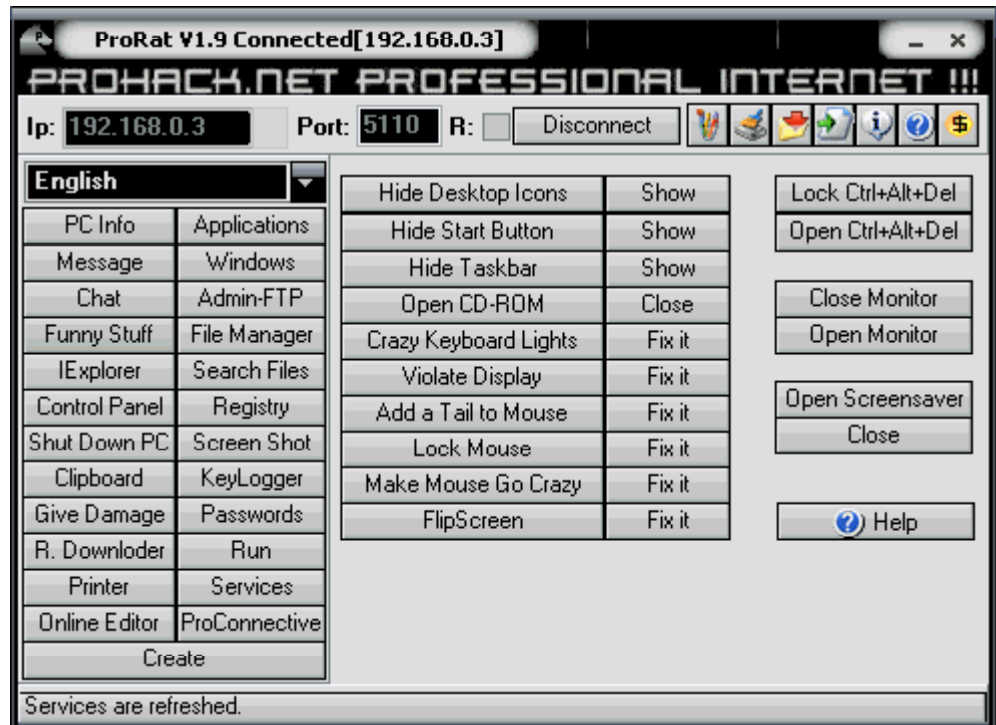 ProRat V1.9 Connected[192.168.0.3]
PROHACK.NET PROFESSIONAL INTERNET !!!
Ip: 192.168.0.3 Port: 5110 R: Disconnect
English
PC Info Applications
Message Windows
Chat Admin-FTP
Funny Stuff File Manager
IExplorer Search Files
Control Panel Registry
Shut Down PC Screen Shot
Clipboard KeyLogger
Give Damage Passwords
R. Downloder Run
Printer Services
Online Editor ProConnective
Create
Hide Desktop Icons Show
Hide Start Button Show
Hide Taskbar Show
Open CD-ROM Close
Crazy Keyboard Lights Fix it
Violate Display Fix it
Add a Tail to Mouse Fix it
Lock Mouse Fix it
Make Mouse Go Crazy Fix it
FlipScreen Fix it
Lock Ctrl+Alt+Del
Open Ctrl+Alt+Del
Close Monitor
Open Monitor
Open Screensaver
Close
Help
Services are refreshed.